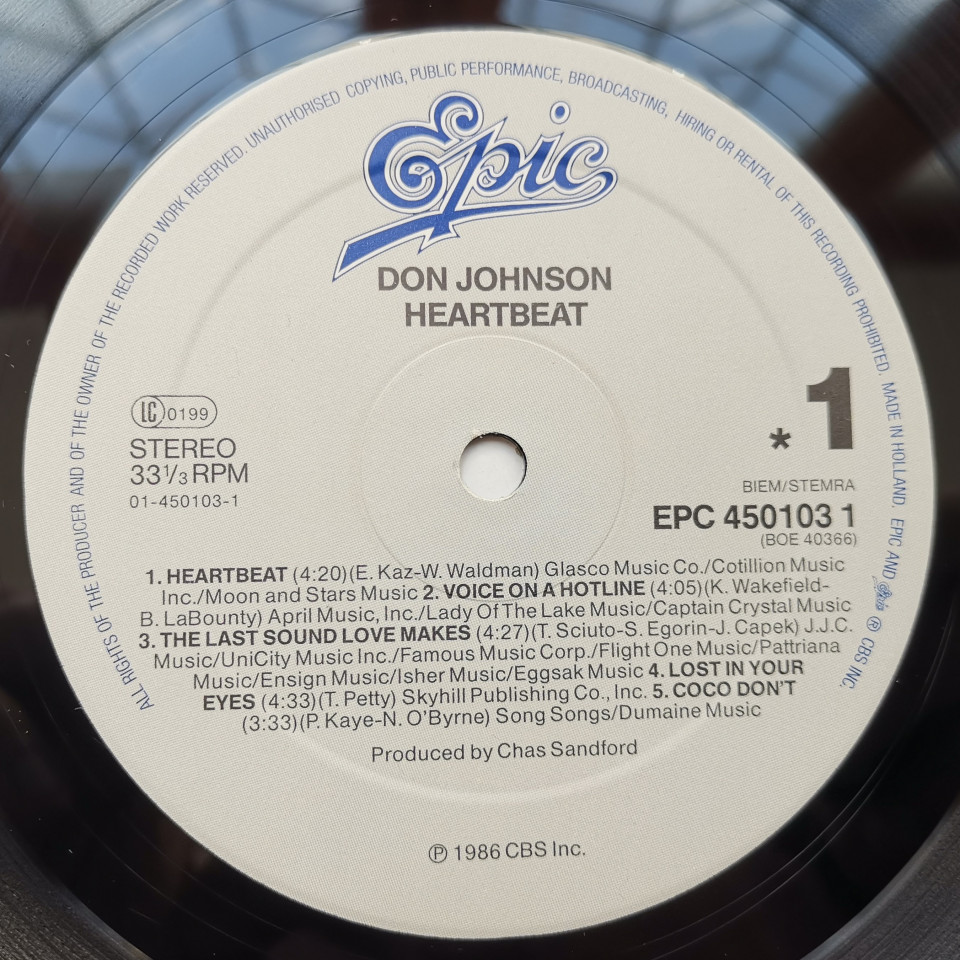 ALL RIGHTS OF THE PRODUCER AND OF THE OWNER OF THE RECORDED WORK RESERVED. UNAUTHORISED COPYING, PUBLIC PERFORMANCE, BROADCASTING, HIRING OR RENTAL OF THIS RECORDING PROHIBITED. MADE IN HOLLAND. EPIC AND Epic ® CBS INC.
Epic
DON JOHNSON
HEARTBEAT
1
*
LC 0199
STEREO
33 1/3 RPM
01-450103-1
BIEM/STEMRA
EPC 450103 1
(BOE 40366)
1. HEARTBEAT (4:20)(E. Kaz-W. Waldman) Glasco Music Co./Cotillion Music
Inc./Moon and Stars Music 2. VOICE ON A HOTLINE (4:05)(K. Wakefield-
B. LaBounty) April Music, Inc./Lady Of The Lake Music/Captain Crystal Music
3. THE LAST SOUND LOVE MAKES (4:27)(T. Sciuto-S. Egorin-J. Capek) J.J.C.
Music/UniCity Music Inc./Famous Music Corp./Flight One Music/Pattriana
Music/Ensign Music/Isher Music/Eggsak Music 4. LOST IN YOUR
EYES (4:33)(T. Petty) Skyhill Publishing Co., Inc. 5. COCO DON'T
(3:33)(P. Kaye-N. O'Byrne) Song Songs/Dumaine Music
Produced by Chas Sandford
℗ 1986 CBS Inc.